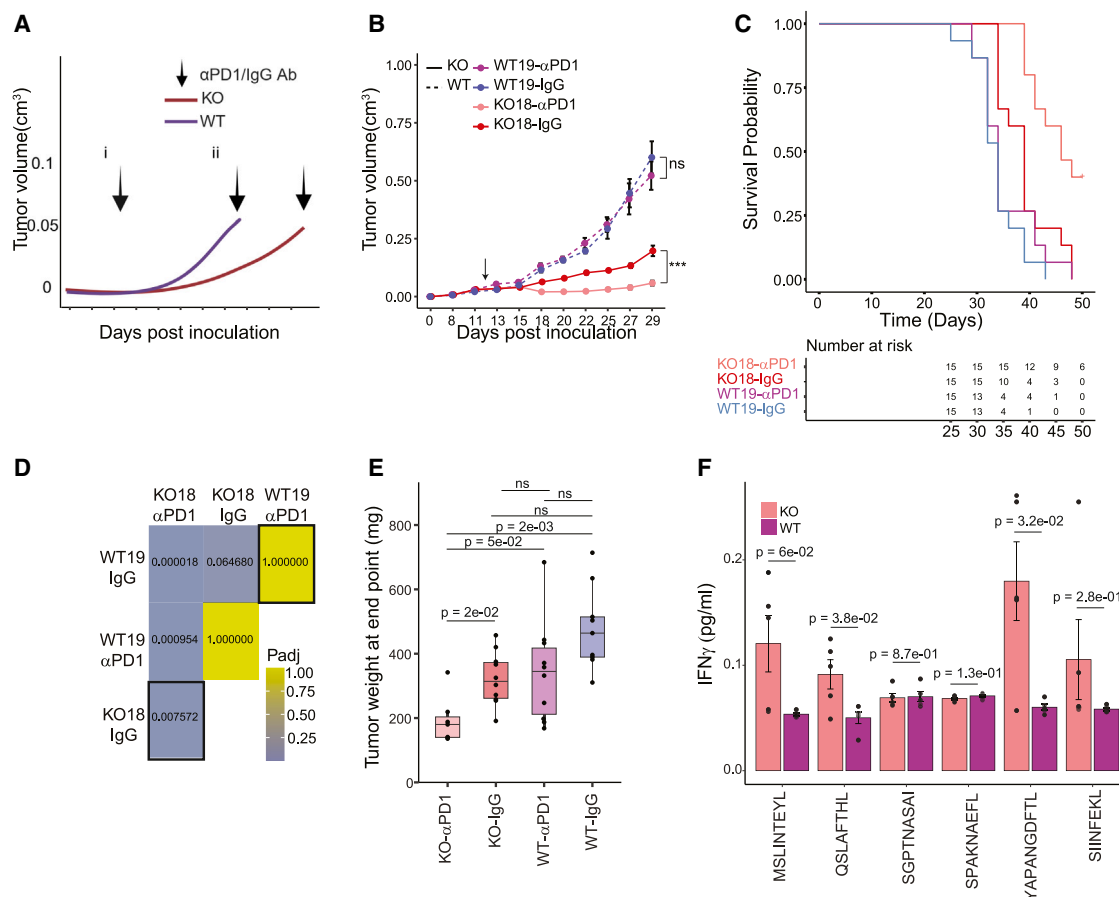 A
αPD1/IgG Ab
KO
WT
Tumor volume(cm³)
0.1
0.05
0
i
ii
Days post inoculation
B
KO
WT
WT19-αPD1
WT19-IgG
KO18-αPD1
KO18-IgG
Tumor volume(cm³)
1.00
0.75
0.50
0.25
0.00
ns
***
0 8 11 13 15 18 20 22 25 27 29
Days post inoculation
C
Survival Probability
1.00
0.75
0.50
0.25
0.00
0 10 20 30 40 50
Time (Days)
Number at risk
KO18-αPD1 15 15 15 12 9 6
KO18-IgG 15 15 10 4 3 0
WT19-αPD1 15 13 4 4 1 0
WT19-IgG 15 13 4 1 0 0
25 30 35 40 45 50
D
KO18 αPD1
KO18 IgG
WT19 αPD1
WT19 IgG
0.000018 0.064680 1.000000
WT19 αPD1
0.000954 1.000000
KO18 IgG
0.007572
Padj
1.00
0.75
0.50
0.25
E
Tumor weight at end point (mg)
800
600
400
200
0
ns
ns
ns
p = 2e-03
p = 5e-02
p = 2e-02
KO-αPD1
KO-IgG
WT-αPD1
WT-IgG
F
KO
WT
IFNγ (pg/ml)
0.2
0.1
0.0
p = 6e-02
p = 3.8e-02
p = 8.7e-01
p = 1.3e-01
p = 3.2e-02
p = 2.8e-01
MSLINTEYL
QSLAFTHL
SGPTNASAI
SPAKNAEFL
YAPANGDFTL
SIINFEKL